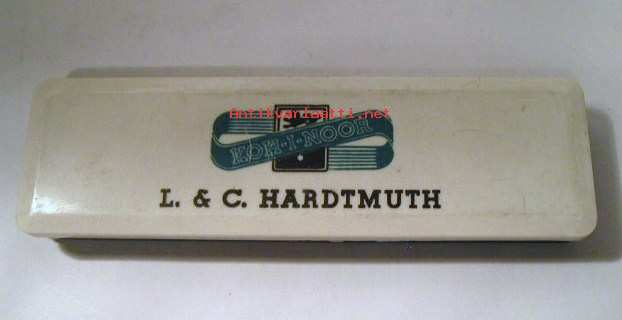 Antikvariaatti.net
KOH-I-NOOR
L. & C. HARDTMUTH